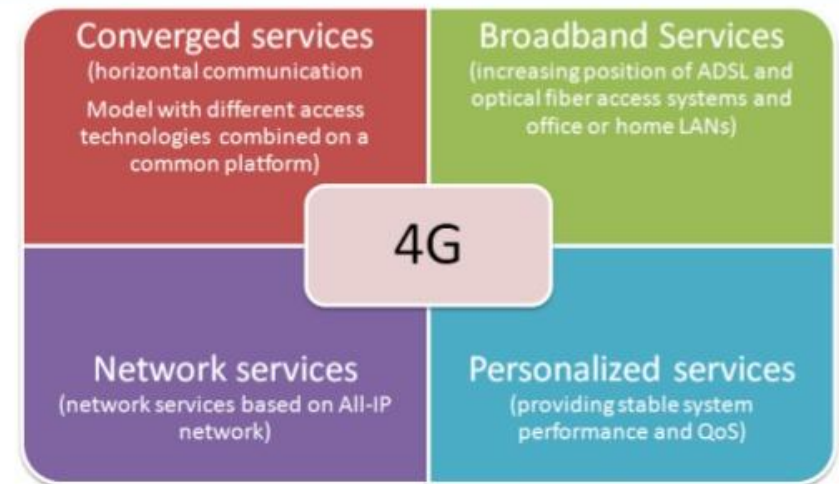 Converged services
(horizontal communication
Model with different access
technologies combined on a
common platform)
Broadband Services
(increasing position of ADSL and
optical fiber access systems and
office or home LANs)
4G
Network services
(network services based on All-IP
network)
Personalized services
(providing stable system
performance and QoS)